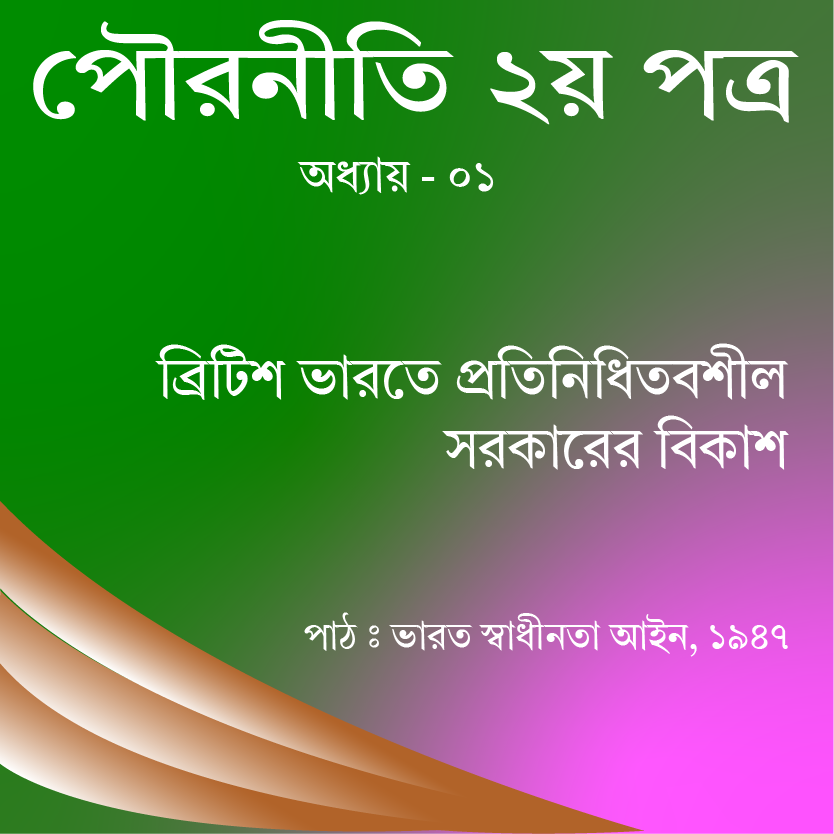 পৌরনীতি ২য় পত্র
অধ্যায় - ০১
ব্রিটিশ ভারতে প্রতিনিধিতবশীল
সরকারের বিকাশ
পাঠ ঃ ভারত স্বাধীনতা আইন, ১৯৪৭